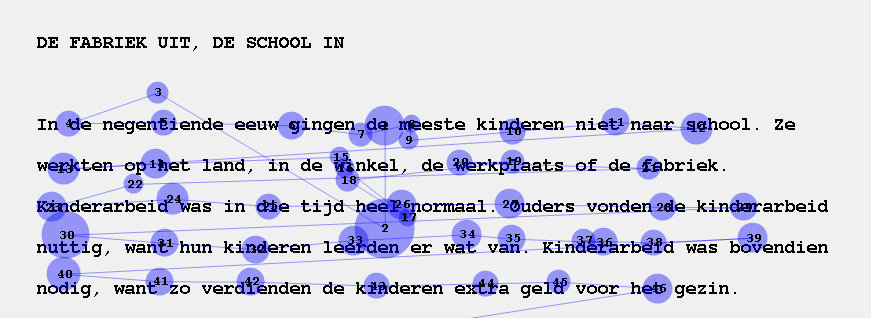 DE FABRIEK UIT, DE SCHOOL IN
In de negentiende eeuw gingen de meeste kinderen niet naar school. Ze
werkten op het land, in de winkel, de werkplaats of de fabriek.
Kinderarbeid was in die tijd heel normaal. Ouders vonden de kinderarbeid
nuttig, want hun kinderen leerden er wat van. Kinderarbeid was bovendien
nodig, want zo verdienden de kinderen extra geld voor het gezin.